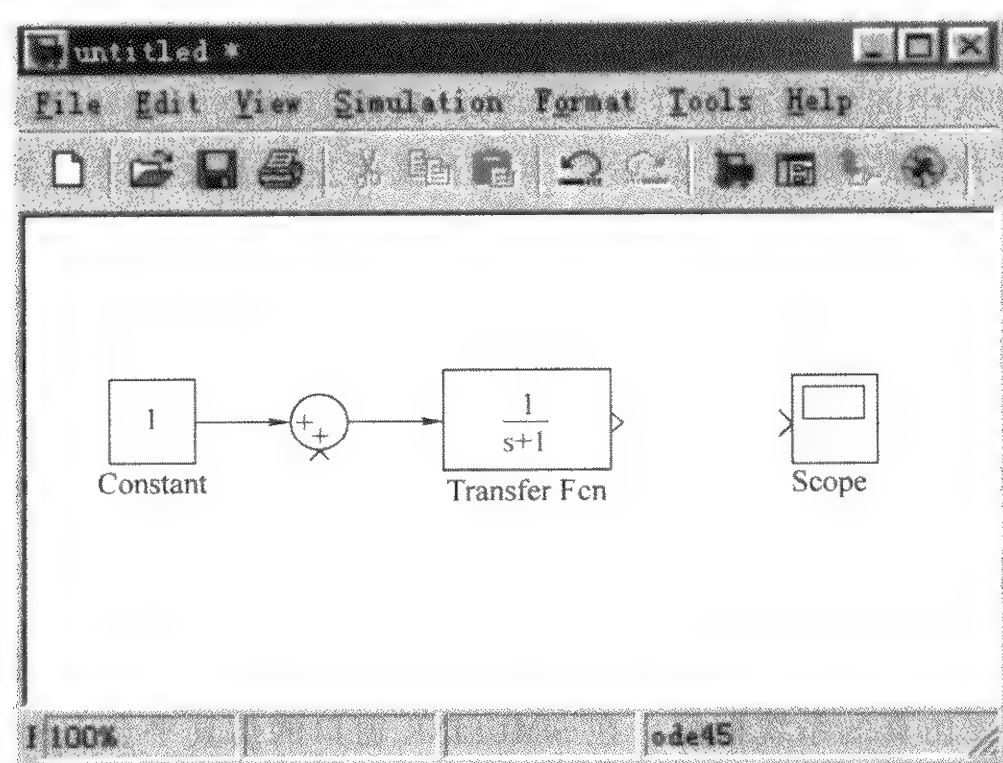 untitled *
File Edit View Simulation Format Tools Help
1
+
+
1
s+1
Constant
Transfer Fcn
Scope
100%
ode45